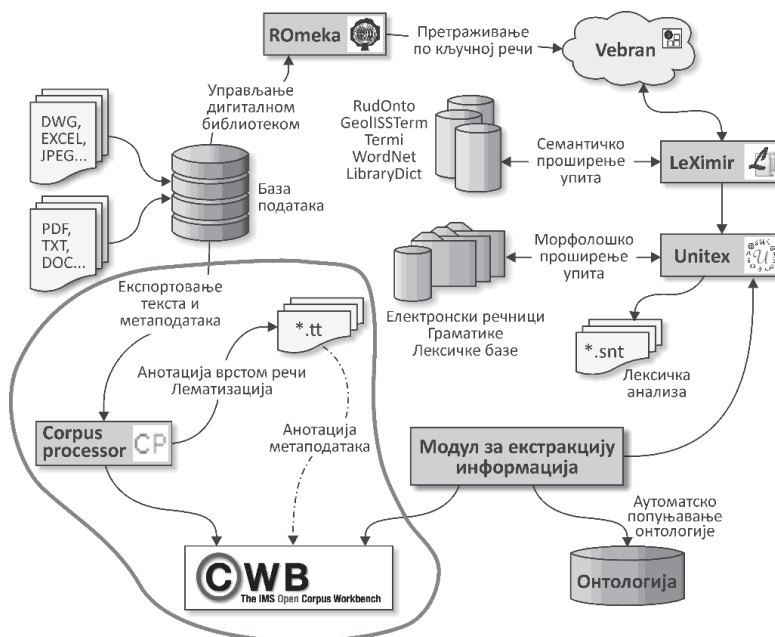 ROmeka
Претраживање
по кључној речи
Vebran
DWG,
EXCEL,
JPEG...
Управљање
дигиталном
библиотеком
RudOnto
GeolISSTerm
Termi
WordNet
LibraryDict
Семантичко
проширење
упита
LeXimir
База
података
PDF,
TXT,
DOC...
Морфолошко
проширење
упита
Unitex
Експортовање
текста и
метаподатака
*.tt
Електронски речници
Граматике
Лексичке базе
*.snt
Лексичка
анализа
Анотација врстом речи
Лематизација
Corpus
processor
CP
Анотација
метаподатака
Модул за екстракцију
информација
Аутоматско
попуњавање
онтологије
CWB
The IMS Open Corpus Workbench
Онтологија